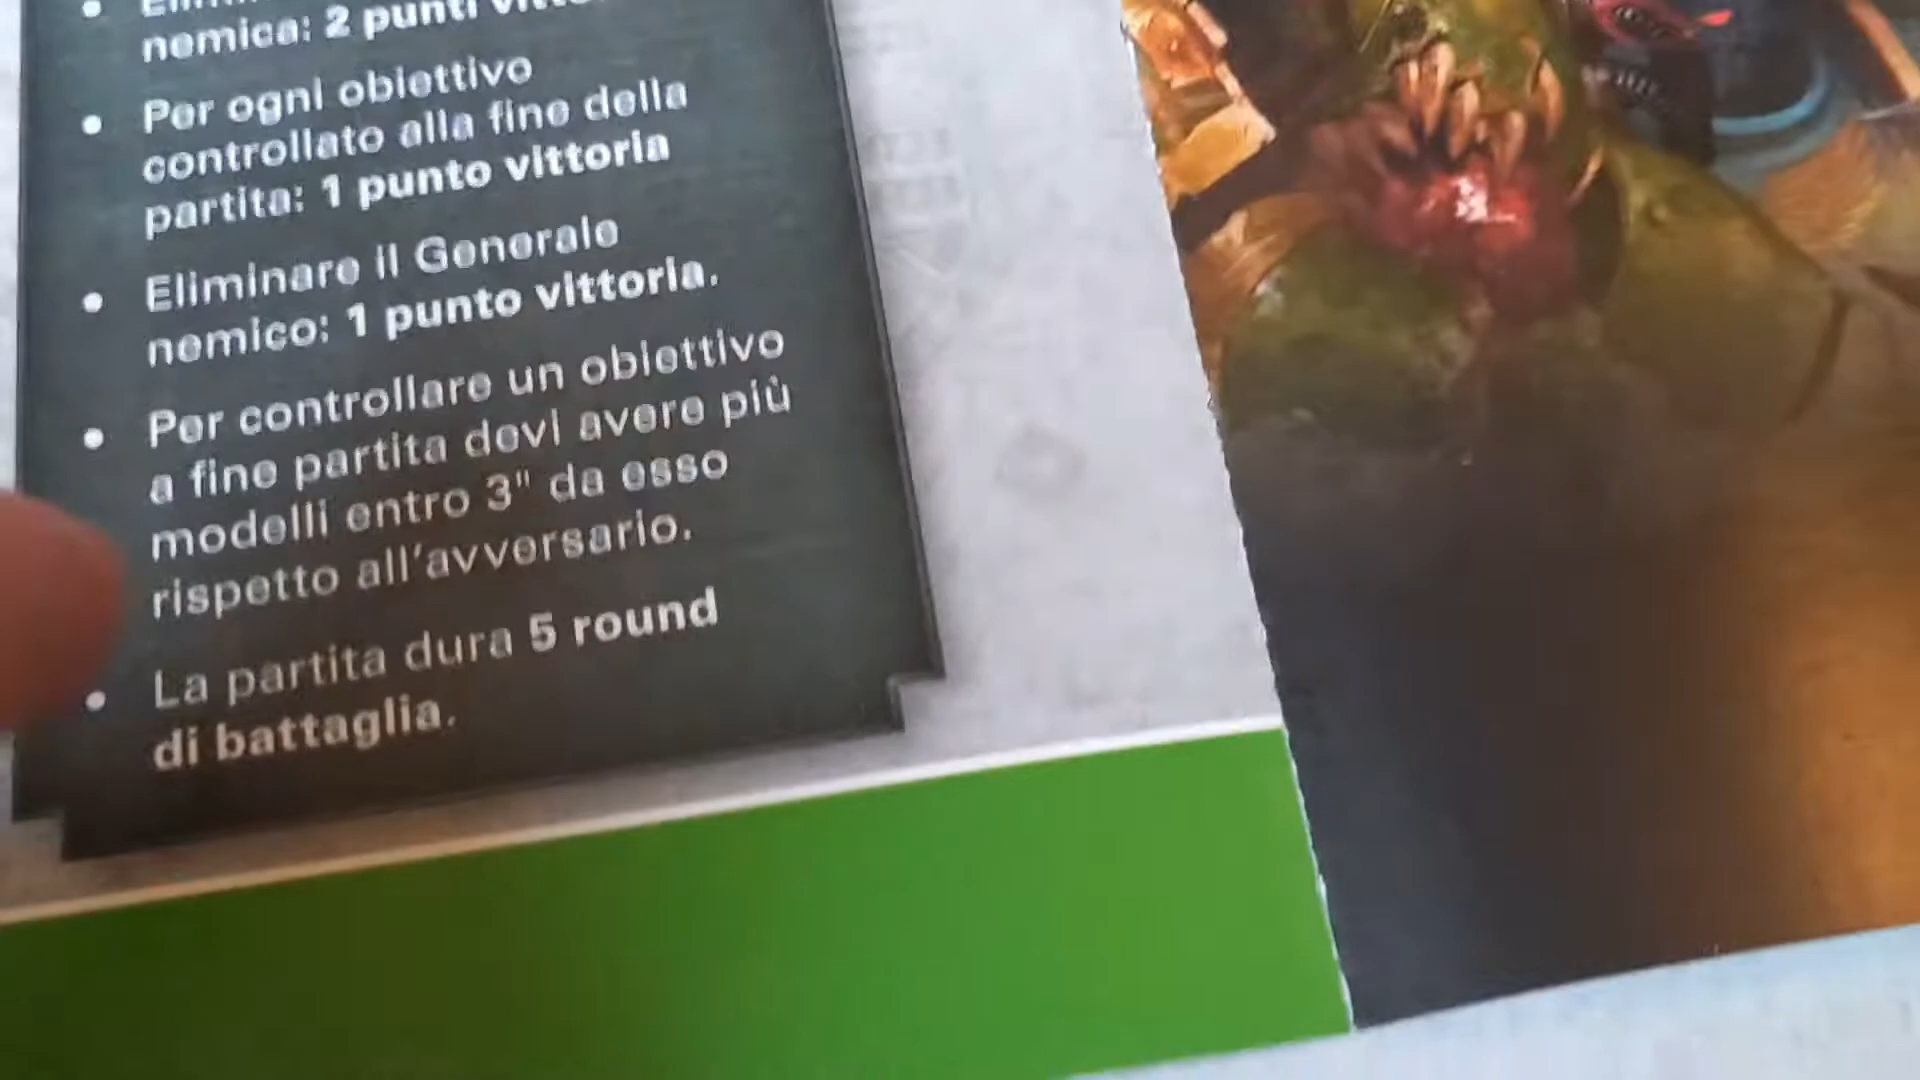 nemica: 2 punti
• Per ogni obiettivo
controllato alla fine della
partita: 1 punto vittoria
• Eliminare il Generale
nemico: 1 punto vittoria.
• Per controllare un obiettivo
a fine partita devi avere più
modelli entro 3" da esso
rispetto all'avversario.
• La partita dura 5 round
di battaglia.